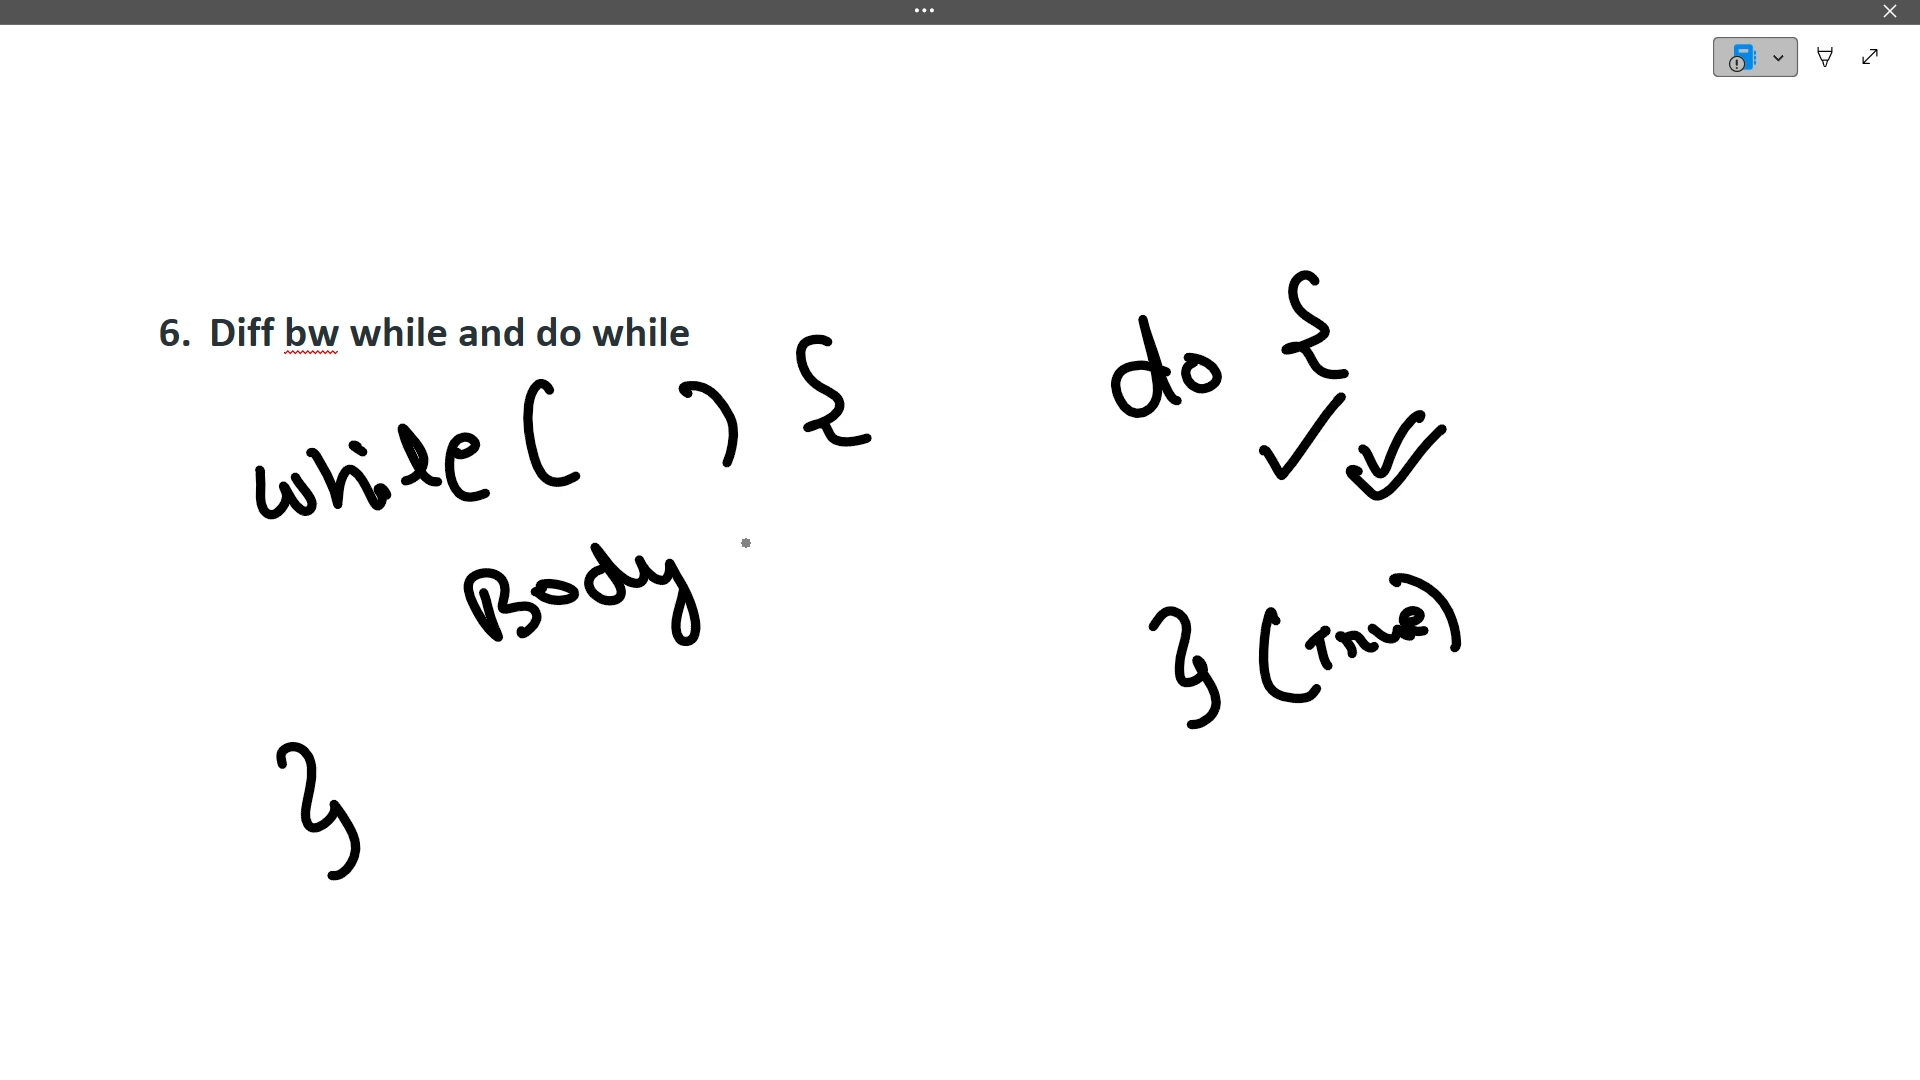 6. Diff bw while and do while
while ( ) {
Body
}
do {
} (True)